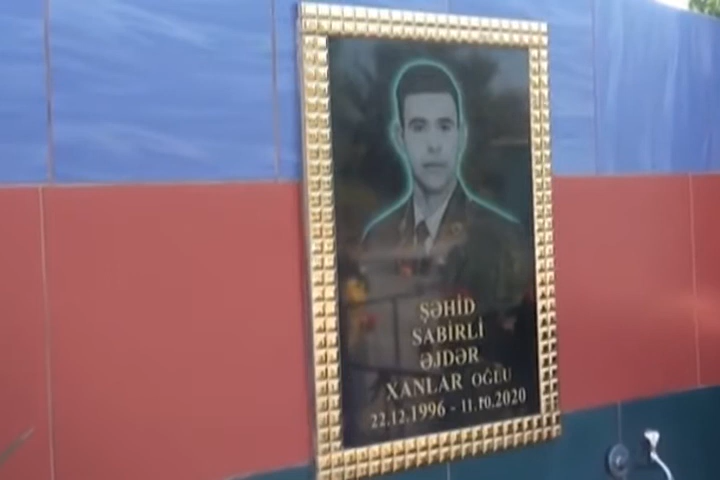 ŞƏHİD
SABİRLİ
ƏJDƏR
XANLAR OĞLU
22.12.1996 - 11.10.2020